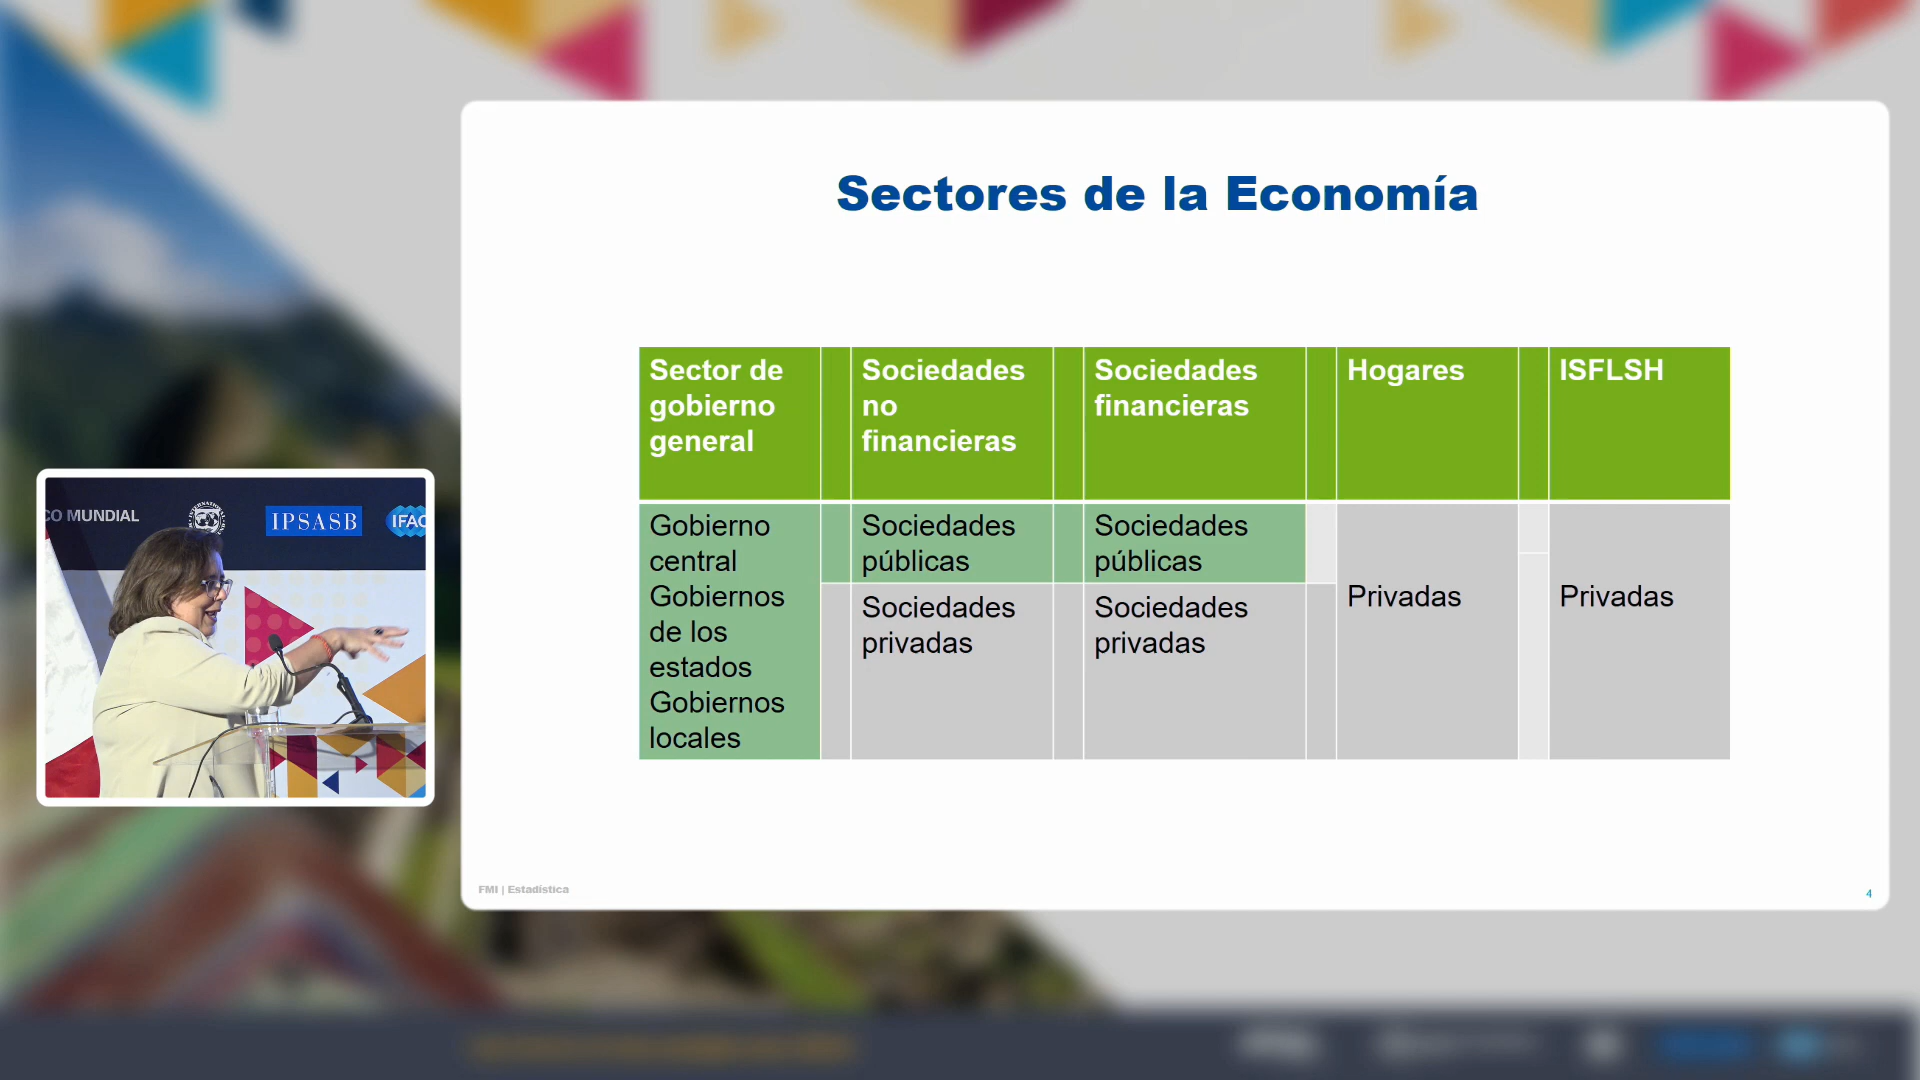 Sectores de la Economía
Sector de
gobierno
general
Sociedades
no
financieras
Sociedades
financieras
Hogares
ISFLSH
Gobierno
central
Gobiernos
de los
estados
Gobiernos
locales
Sociedades
públicas
Sociedades
privadas
Sociedades
públicas
Sociedades
privadas
Privadas
Privadas
FMI | Estadística
4
CO MUNDIAL
IPSASB
IFAC